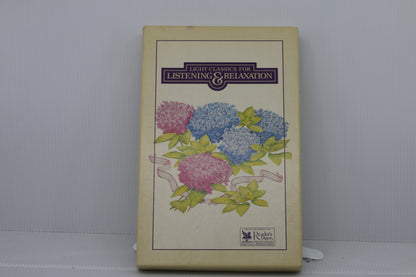 LIGHT CLASSICS FOR
LISTENING & RELAXATION
Reader's
Digest